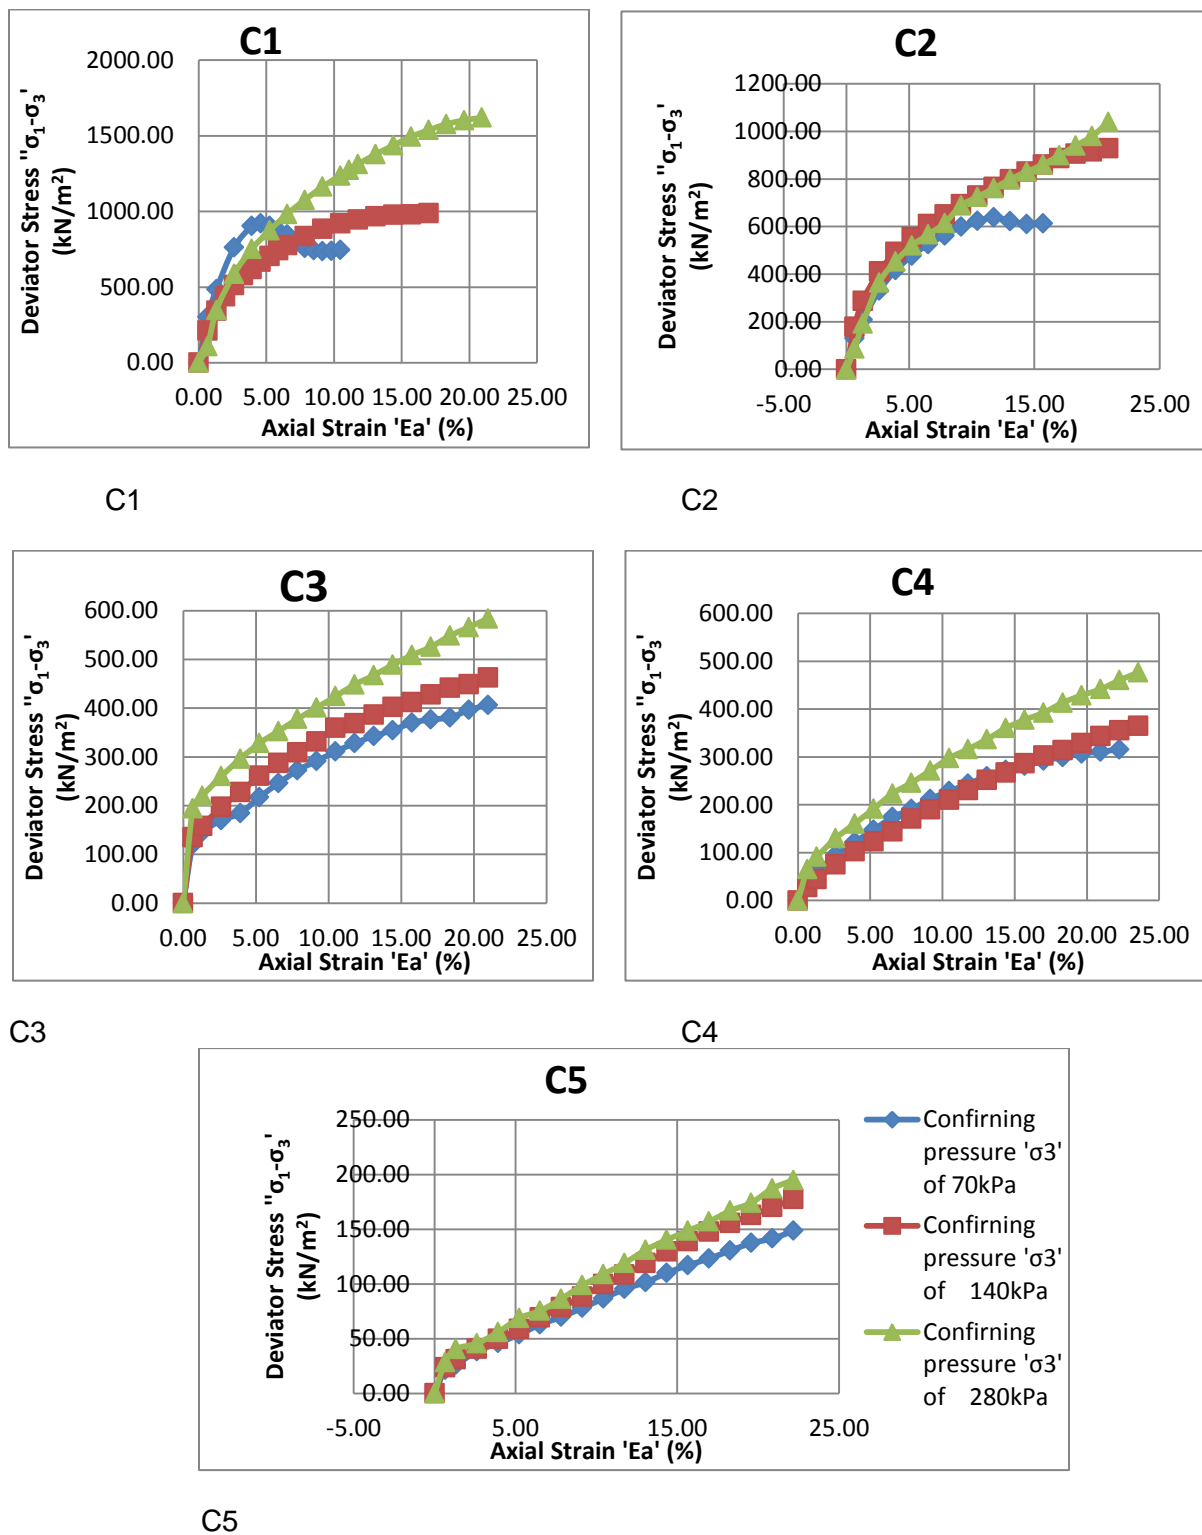 C1
2000.00
1500.00
1000.00
500.00
0.00
0.00 5.00 10.00 15.00 20.00 25.00
Deviator Stress "σ₁-σ₃'
(kN/m²)
Axial Strain 'Ea' (%)
C2
1200.00
1000.00
800.00
600.00
400.00
200.00
0.00
-5.00 5.00 15.00 25.00
Deviator Stress "σ₁-σ₃'
(kN/m²)
Axial Strain 'Ea' (%)
C1 C2
C3
600.00
500.00
400.00
300.00
200.00
100.00
0.00
0.00 5.00 10.00 15.00 20.00 25.00
Deviator Stress "σ₁-σ₃'
(kN/m²)
Axial Strain 'Ea' (%)
C4
600.00
500.00
400.00
300.00
200.00
100.00
0.00
0.00 5.00 10.00 15.00 20.00 25.00
Deviator Stress "σ₁-σ₃'
(kN/m²)
Axial Strain 'Ea' (%)
C3 C4
C5
250.00
200.00
150.00
100.00
50.00
0.00
-5.00 5.00 15.00 25.00
Deviator Stress "σ₁-σ₃'
(kN/m²)
Axial Strain 'Ea' (%)
Confirning
pressure 'σ3'
of 70kPa
Confirning
pressure 'σ3'
of 140kPa
Confirning
pressure 'σ3'
of 280kPa
C5